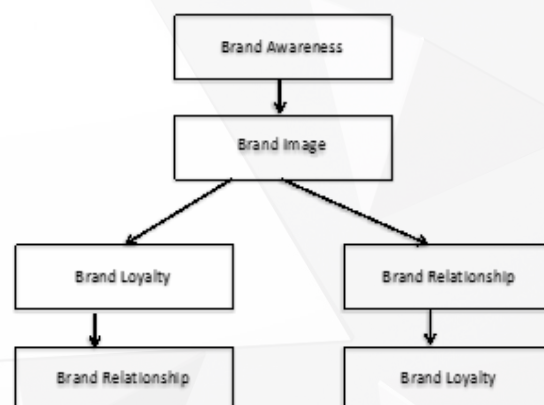 Brand Awareness
Brand Image
Brand Loyalty
Brand Relationship
Brand Relationship
Brand Loyalty